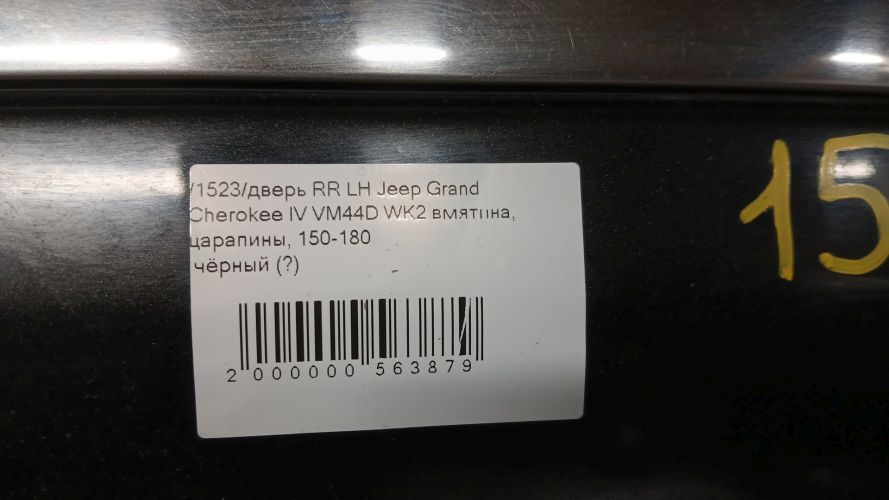 /1523/дверь RR LH Jeep Grand
Cherokee IV VM44D WK2 вмятина,
царапины, 150-180
чёрный (?)
2 000000 563879
15